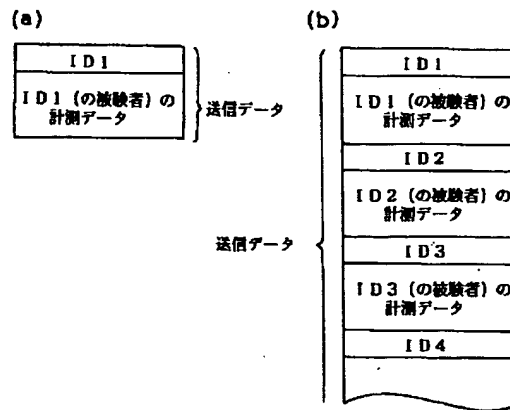 (a)
ID1
ID1(の被験者)の
計測データ
送信データ
(b)
ID1
ID1(の被験者)の
計測データ
ID2
ID2(の被験者)の
計測データ
ID3
ID3(の被験者)の
計測データ
ID4
送信データ